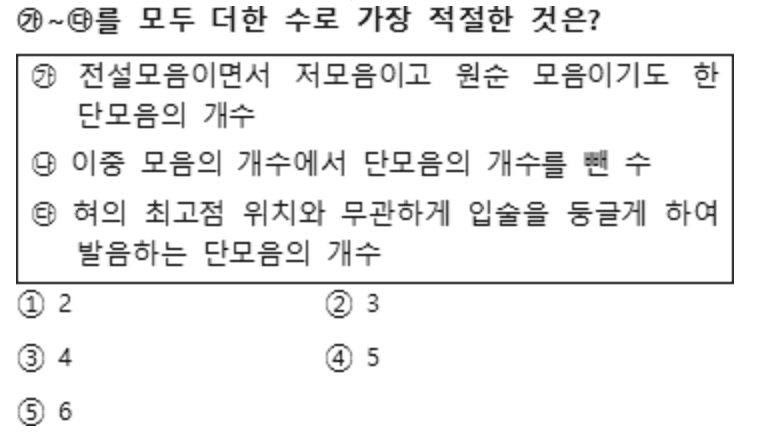 ㉮~㉰를 모두 더한 수로 가장 적절한 것은?
㉮ 전설모음이면서 저모음이고 원순 모음이기도 한
단모음의 개수
㉯ 이중 모음의 개수에서 단모음의 개수를 뺀 수
㉰ 혀의 최고점 위치와 무관하게 입술을 둥글게 하여
발음하는 단모음의 개수
① 2 ② 3
③ 4 ④ 5
⑤ 6